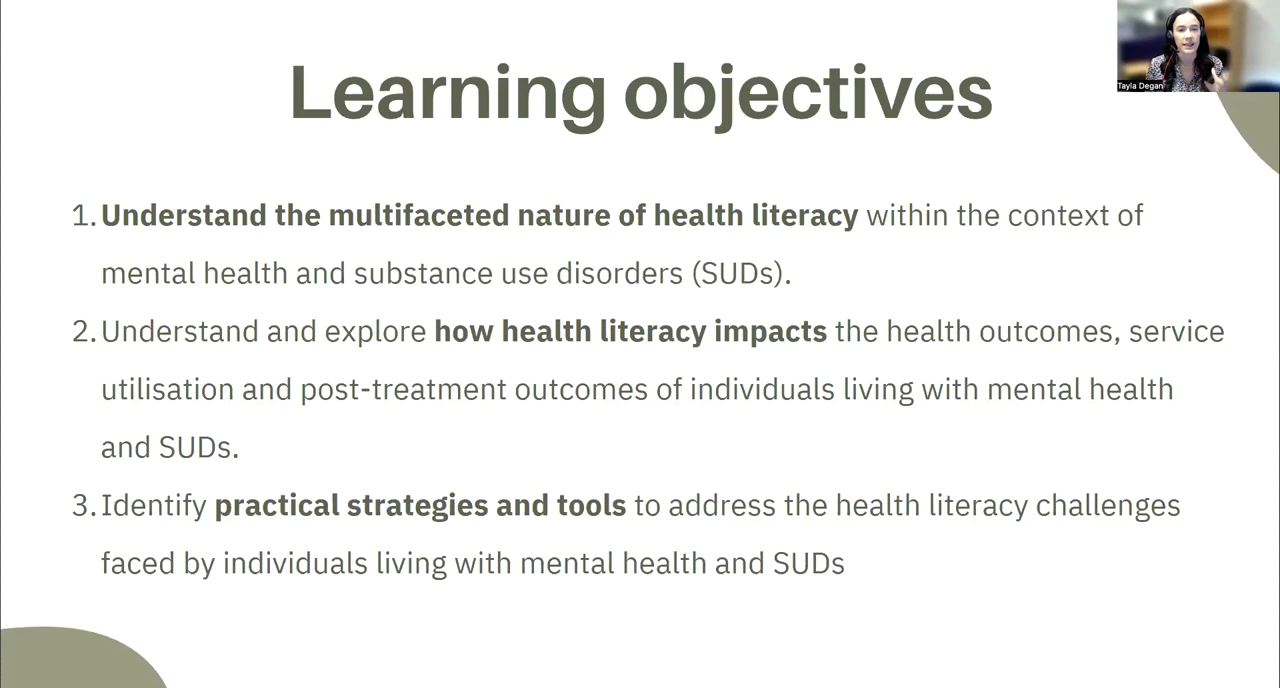 Learning objectives
Tayla Degan
1. Understand the multifaceted nature of health literacy within the context of
mental health and substance use disorders (SUDs).
2. Understand and explore how health literacy impacts the health outcomes, service
utilisation and post-treatment outcomes of individuals living with mental health
and SUDs.
3. Identify practical strategies and tools to address the health literacy challenges
faced by individuals living with mental health and SUDs